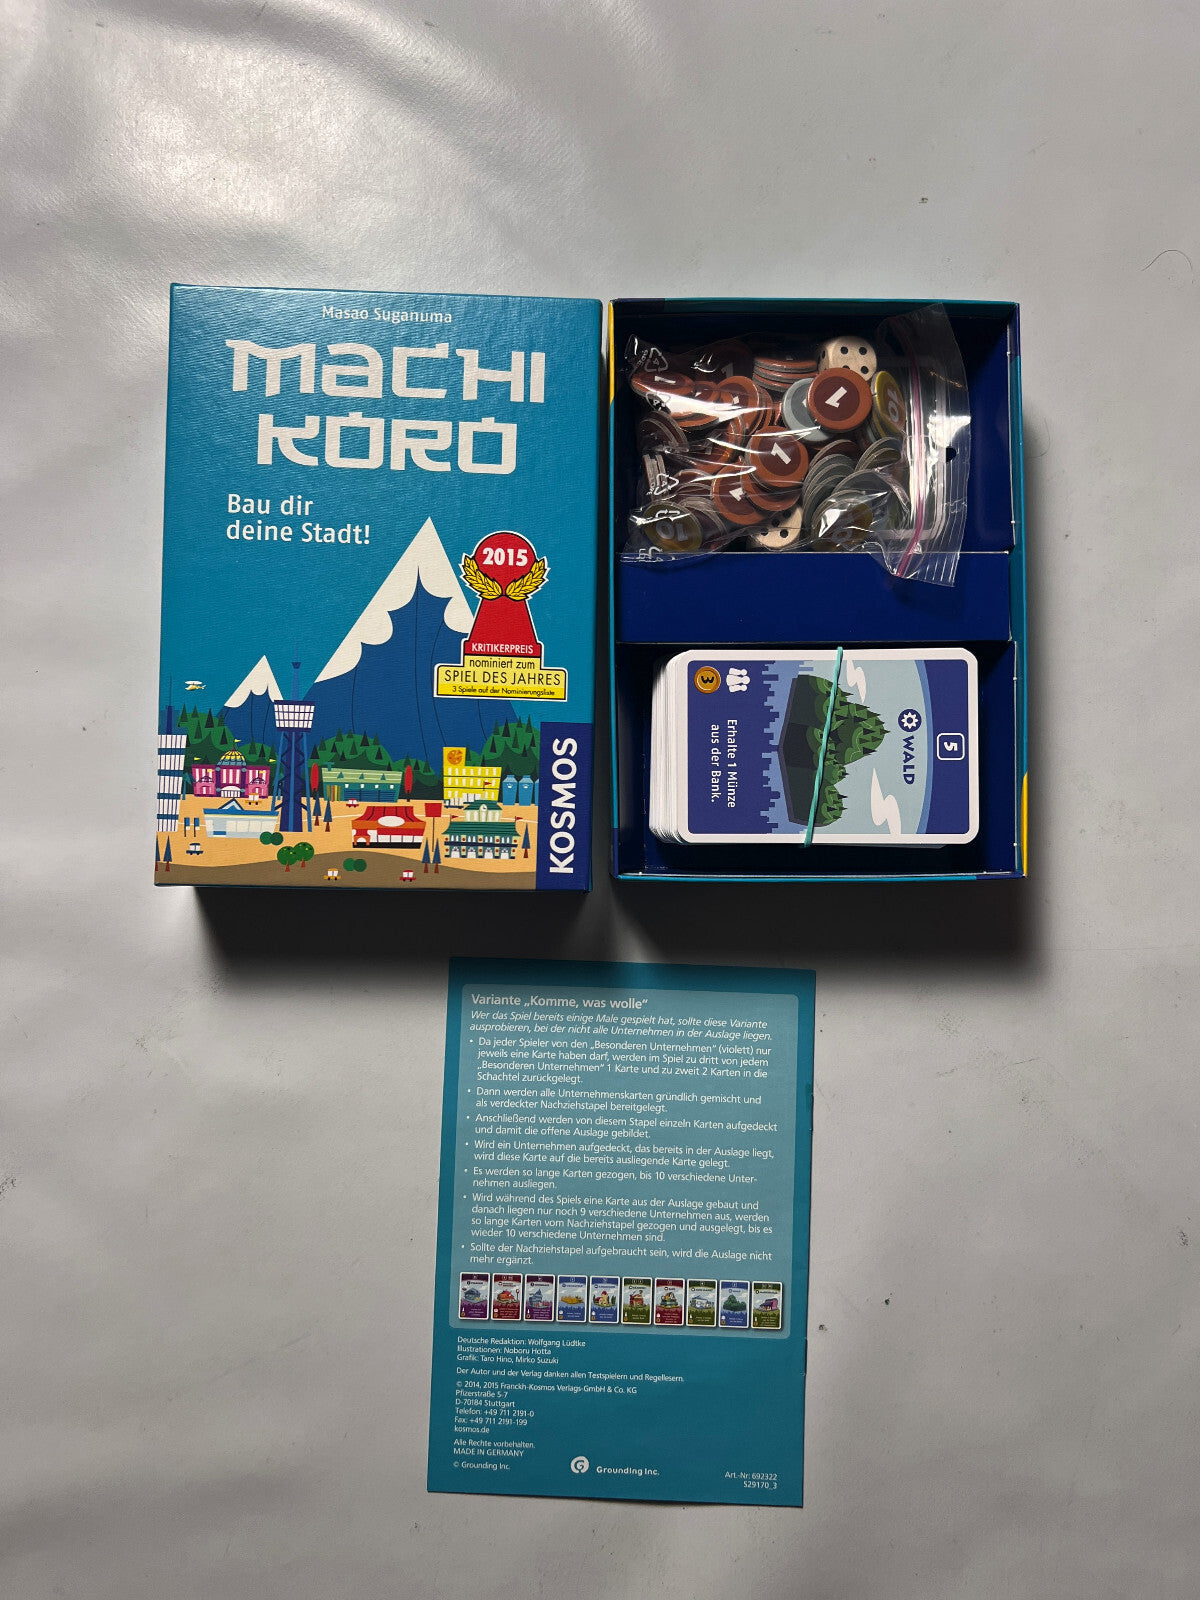 Masao Suganuma
MACHI
KORO
Bau dir
deine Stadt!
2015
KRITIKERPREIS
nominiert zum
SPIEL DES JAHRES
3 Spiele auf der Nominierungsliste
KOSMOS
1
1
1
1
10
5
WALD
3
Erhalte 1 Münze
aus der Bank.
Variante „Komme, was wolle“
Wer das Spiel bereits einige Male gespielt hat, sollte diese Variante
ausprobieren, bei der nicht alle Unternehmen in der Auslage liegen.
• Da jeder Spieler von den „Besonderen Unternehmen“ (violett) nur
jeweils eine Karte haben darf, werden im Spiel zu dritt von jedem
„Besonderen Unternehmen“ 1 Karte und zu zweit 2 Karten in die
Schachtel zurückgelegt.
• Dann werden alle Unternehmenskarten gründlich gemischt und
als verdeckter Nachziehstapel bereitgelegt.
• Anschließend werden von diesem Stapel einzeln Karten aufgedeckt
und damit die offene Auslage gebildet.
• Wird ein Unternehmen aufgedeckt, das bereits in der Auslage liegt,
wird diese Karte auf die bereits ausliegende Karte gelegt.
• Es werden so lange Karten gezogen, bis 10 verschiedene Unter-
nehmen ausliegen.
• Wird während des Spiels eine Karte aus der Auslage gebaut und
danach liegen nur noch 9 verschiedene Unternehmen aus, werden
so lange Karten vom Nachziehstapel gezogen und ausgelegt, bis es
wieder 10 verschiedene Unternehmen sind.
• Sollte der Nachziehstapel aufgebraucht sein, wird die Auslage nicht
mehr ergänzt.
Deutsche Redaktion: Wolfgang Lüdtke
Illustrationen: Noboru Hotta
Grafik: Taro Hino, Mirko Suzuki
Der Autor und der Verlag danken allen Testspielern und Regellesern.
© 2014, 2015 Franckh-Kosmos Verlags-GmbH & Co. KG
Pfizerstraße 5-7
D-70184 Stuttgart
Telefon: +49 711 2191-0
Fax: +49 711 2191-199
kosmos.de
Alle Rechte vorbehalten.
MADE IN GERMANY
© Grounding Inc.
Grounding Inc.
Art.-Nr: 692322
S29170_3